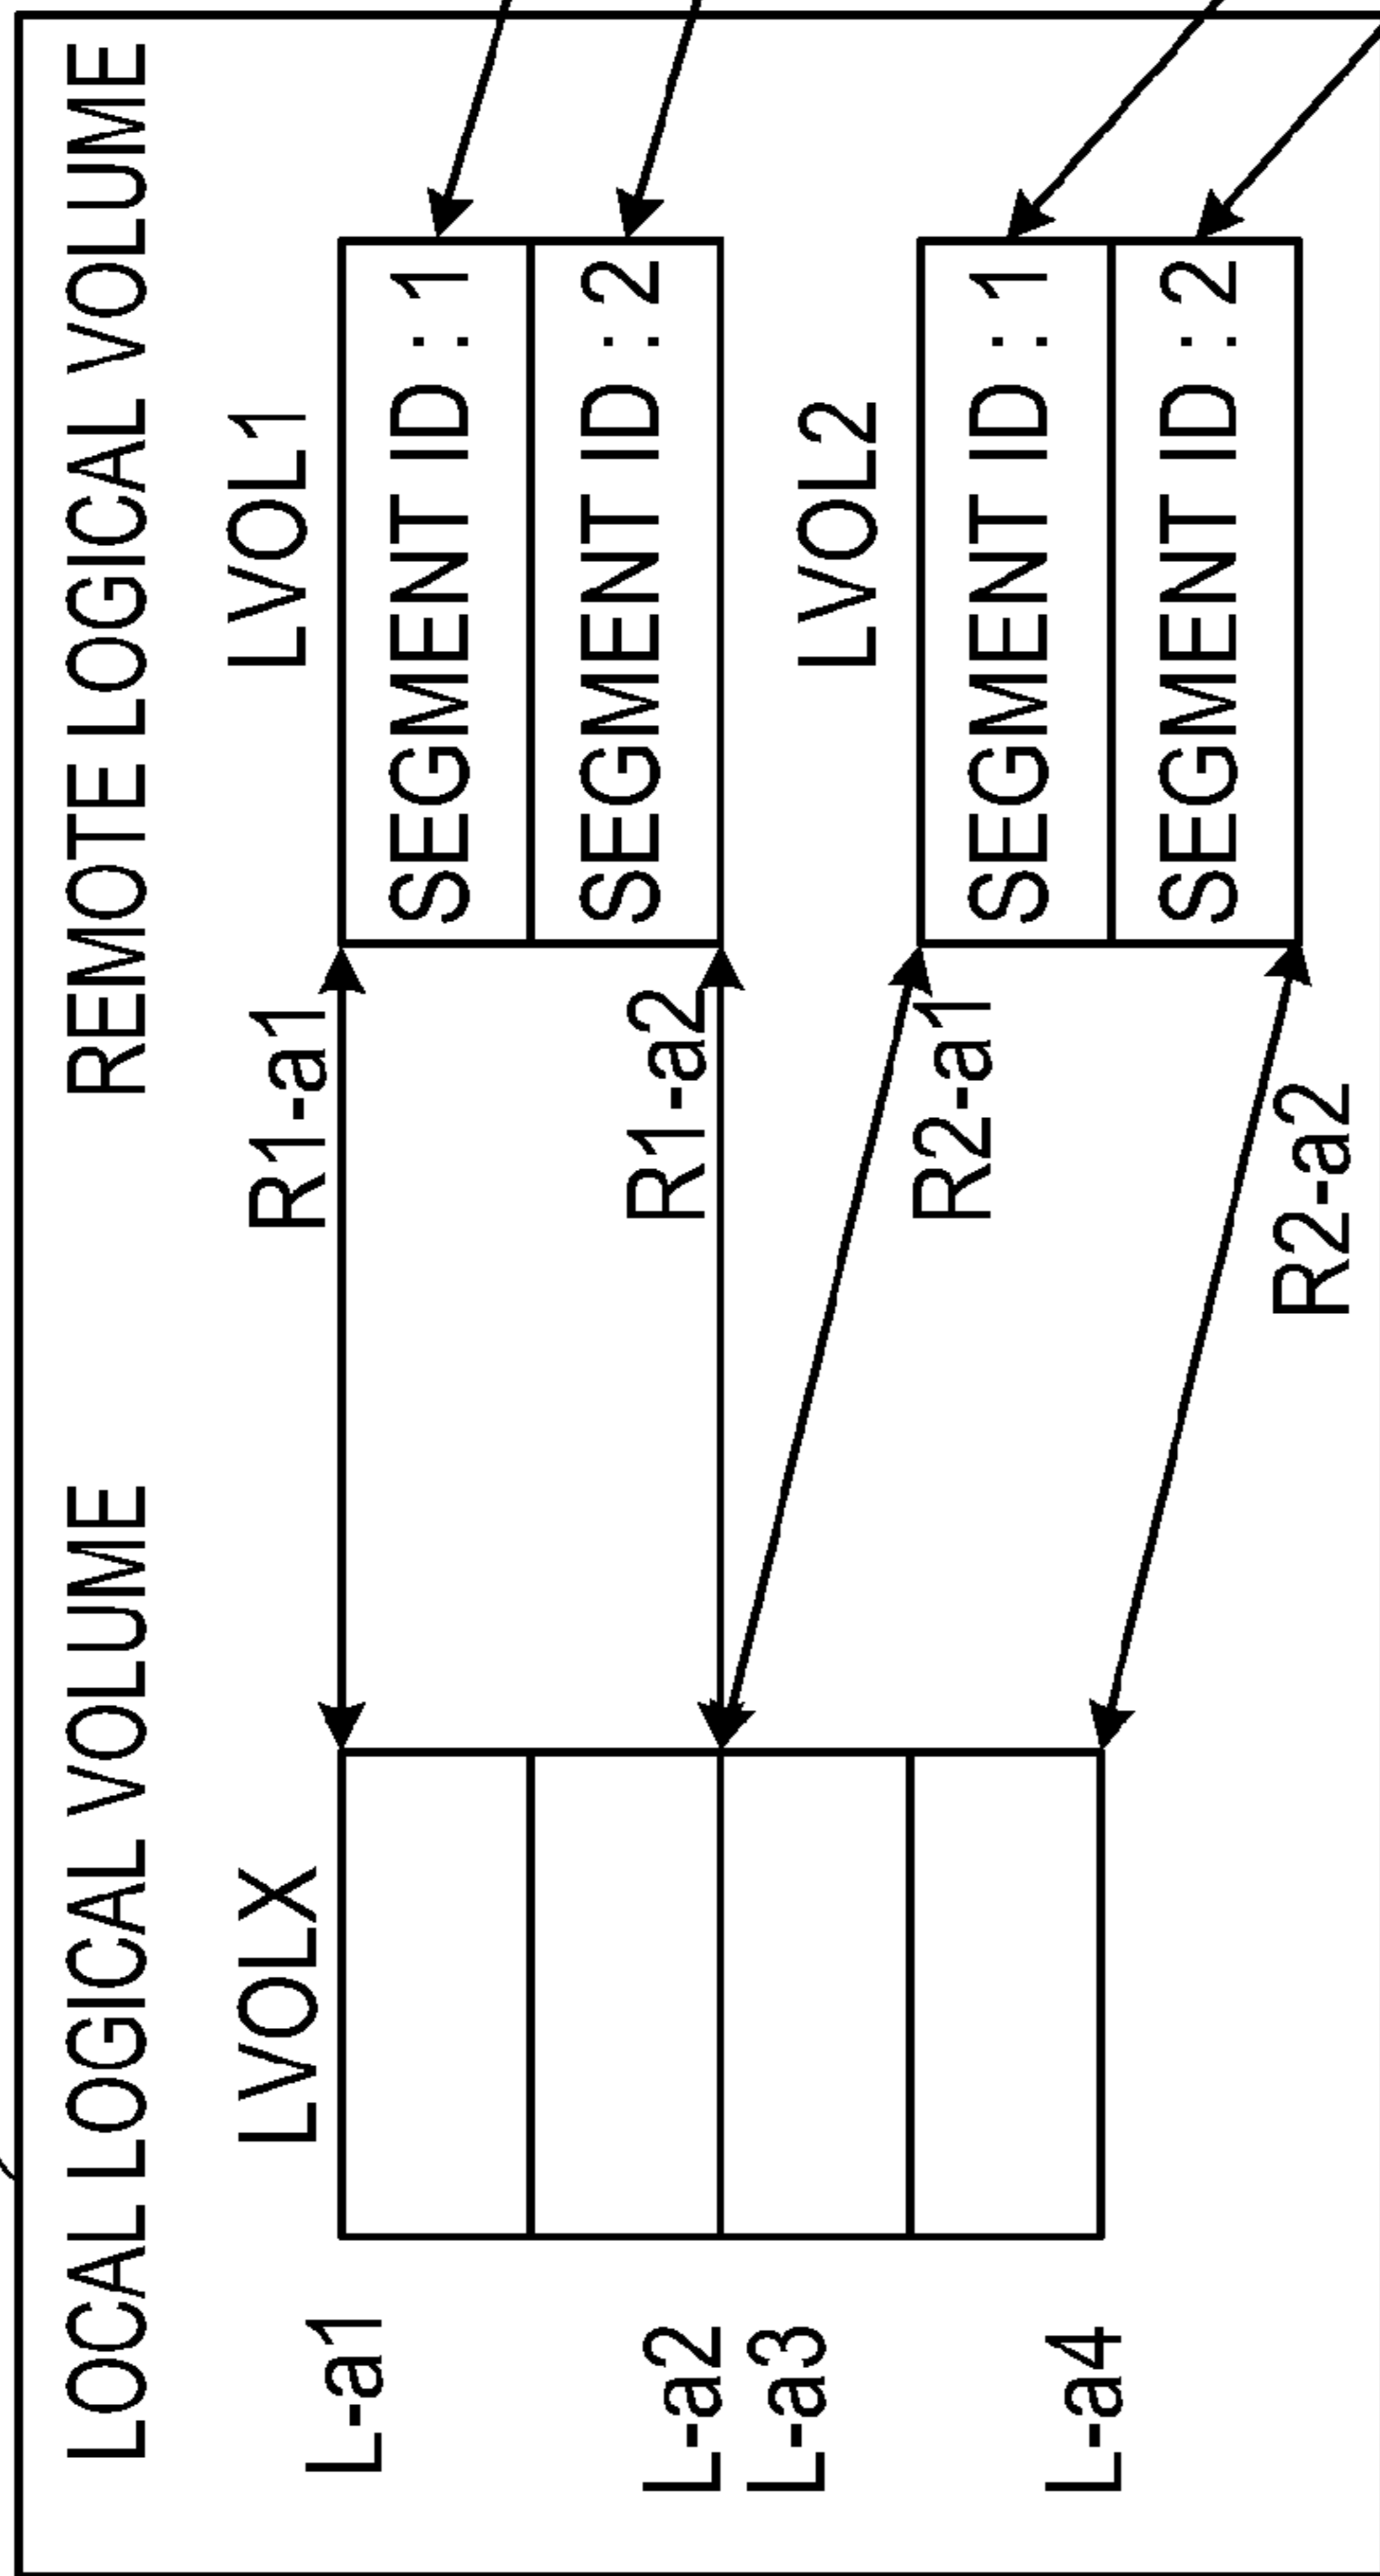 LOCAL LOGICAL VOLUME
REMOTE LOGICAL VOLUME
LVOLX
LVOL1
L-a1
R1-a1
SEGMENT ID : 1
SEGMENT ID : 2
L-a2
R1-a2
L-a3
LVOL2
R2-a1
SEGMENT ID : 1
L-a4
SEGMENT ID : 2
R2-a2